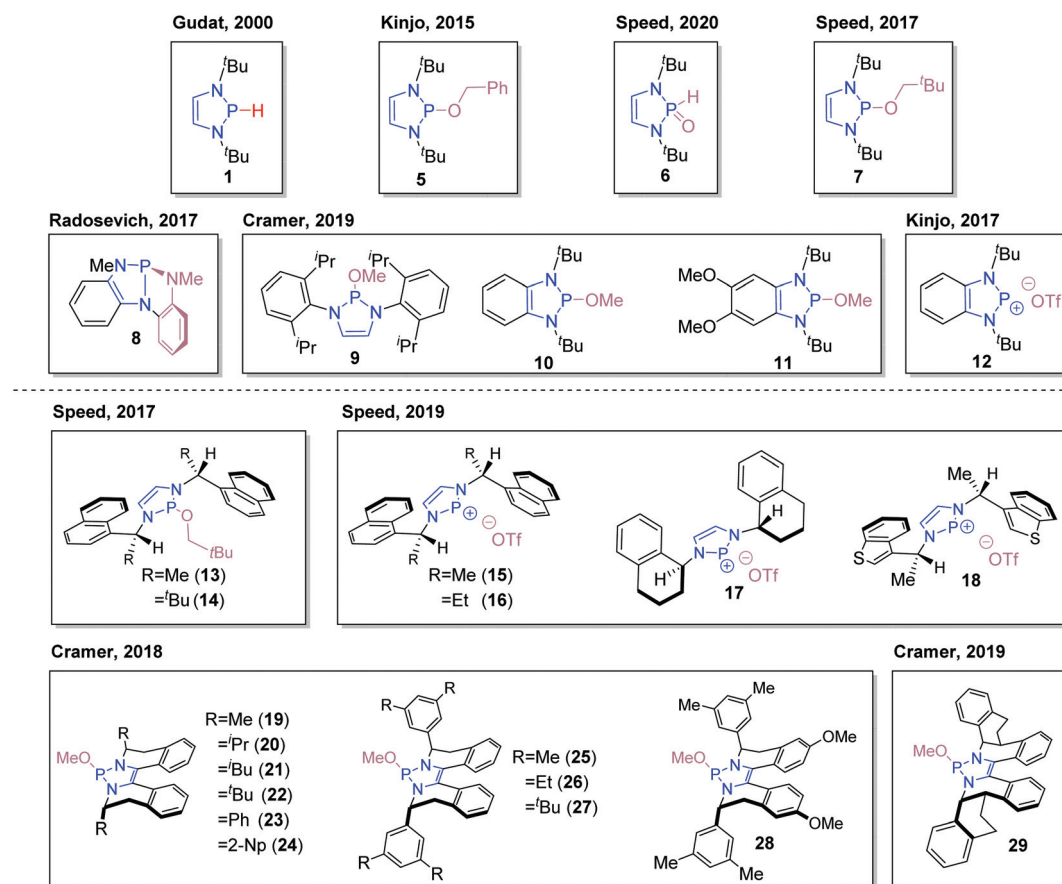 Gudat, 2000
Kinjo, 2015
Speed, 2020
Speed, 2017
ᵗBu
N
P–H
N
ᵗBu
1
ᵗBu
N
P–O
Ph
N
ᵗBu
5
ᵗBu
N
H
P
O
N
ᵗBu
6
ᵗBu
N
ᵗBu
P–O
N
ᵗBu
7
Radosevich, 2017
Cramer, 2019
Kinjo, 2017
MeN
P
NMe
N
8
ⁱPr
OMe
ⁱPr
P
N
N
ⁱPr
ⁱPr
9
ᵗBu
N
P–OMe
N
ᵗBu
10
MeO
MeO
ᵗBu
N
P–OMe
N
ᵗBu
11
ᵗBu
N
P
⊕
⊖
OTf
N
ᵗBu
12
Speed, 2017
Speed, 2019
R
H
N
P
O
N
H
R
ᵗBu
R=Me (13)
=ᵗBu (14)
R
H
N
P
⊕
N
H
R
⊖
OTf
R=Me (15)
=Et (16)
H
N
N
P
⊕
H
⊖
OTf
17
Me
H
N
P
⊕
N
S
S
H
Me
⊖
OTf
18
Cramer, 2018
Cramer, 2019
R
MeO
N
P
N
R
R=Me (19)
=ⁱPr (20)
=ⁱBu (21)
=ᵗBu (22)
=Ph (23)
=2-Np (24)
R
R
MeO
N
P
N
R
R
R=Me (25)
=Et (26)
=ᵗBu (27)
Me
Me
OMe
MeO
N
P
N
OMe
Me
Me
28
MeO
N
P
N
29